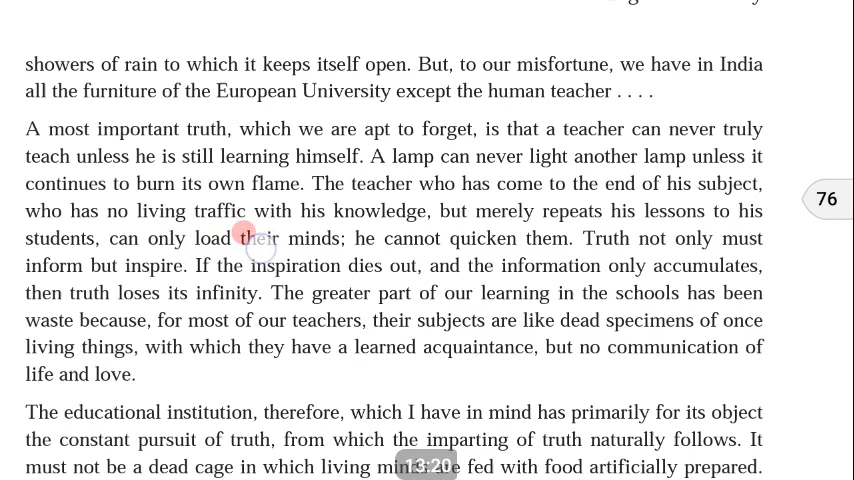 showers of rain to which it keeps itself open. But, to our misfortune, we have in India
all the furniture of the European University except the human teacher . . . .
A most important truth, which we are apt to forget, is that a teacher can never truly
teach unless he is still learning himself. A lamp can never light another lamp unless it
continues to burn its own flame. The teacher who has come to the end of his subject,
who has no living traffic with his knowledge, but merely repeats his lessons to his
students, can only load their minds; he cannot quicken them. Truth not only must
inform but inspire. If the inspiration dies out, and the information only accumulates,
then truth loses its infinity. The greater part of our learning in the schools has been
waste because, for most of our teachers, their subjects are like dead specimens of once
living things, with which they have a learned acquaintance, but no communication of
life and love.
The educational institution, therefore, which I have in mind has primarily for its object
the constant pursuit of truth, from which the imparting of truth naturally follows. It
must not be a dead cage in which living fed with food artificially prepared.
76
13:20